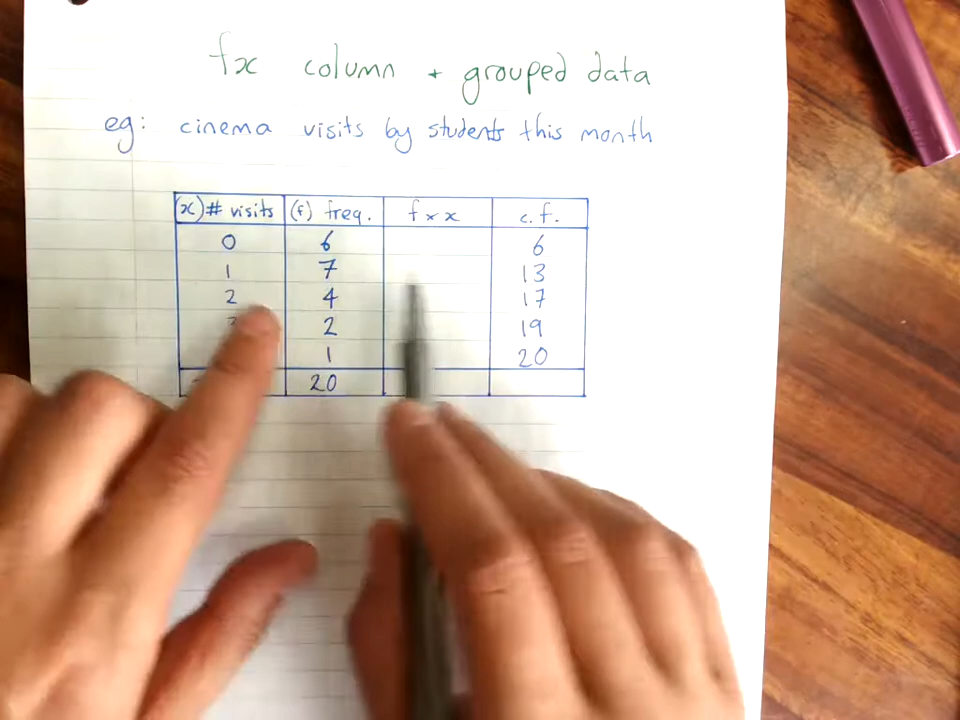 fx column + grouped data
eg: cinema visits by students this month
(x) # visits (f) freq. f × x c.f.
0 6 6
1 7 13
2 4 17
2 19
1 20
20